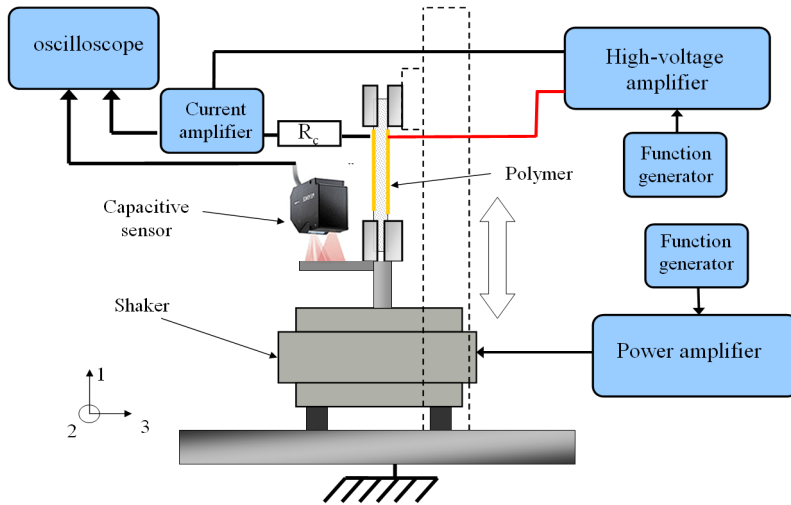 oscilloscope
High-voltage
amplifier
Current
amplifier
R_c
Function
generator
Polymer
Capacitive
sensor
Function
generator
Shaker
Power amplifier
1
2
3